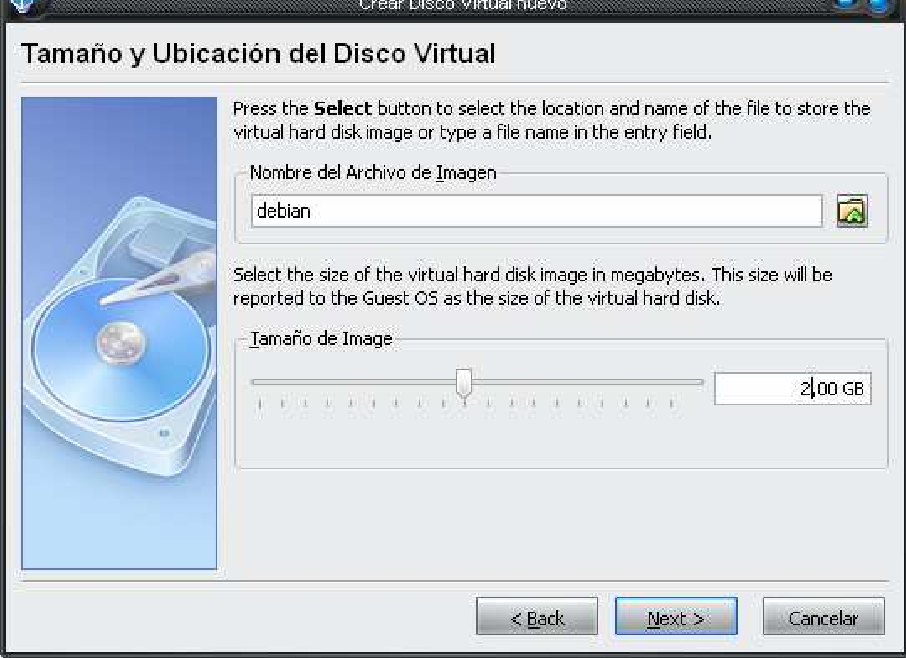 Crear Disco Virtual nuevo
Tamaño y Ubicación del Disco Virtual
Press the Select button to select the location and name of the file to store the
virtual hard disk image or type a file name in the entry field.
Nombre del Archivo de Imagen
debian
Select the size of the virtual hard disk image in megabytes. This size will be
reported to the Guest OS as the size of the virtual hard disk.
Tamaño de Image
2,00 GB
< Back
Next >
Cancelar